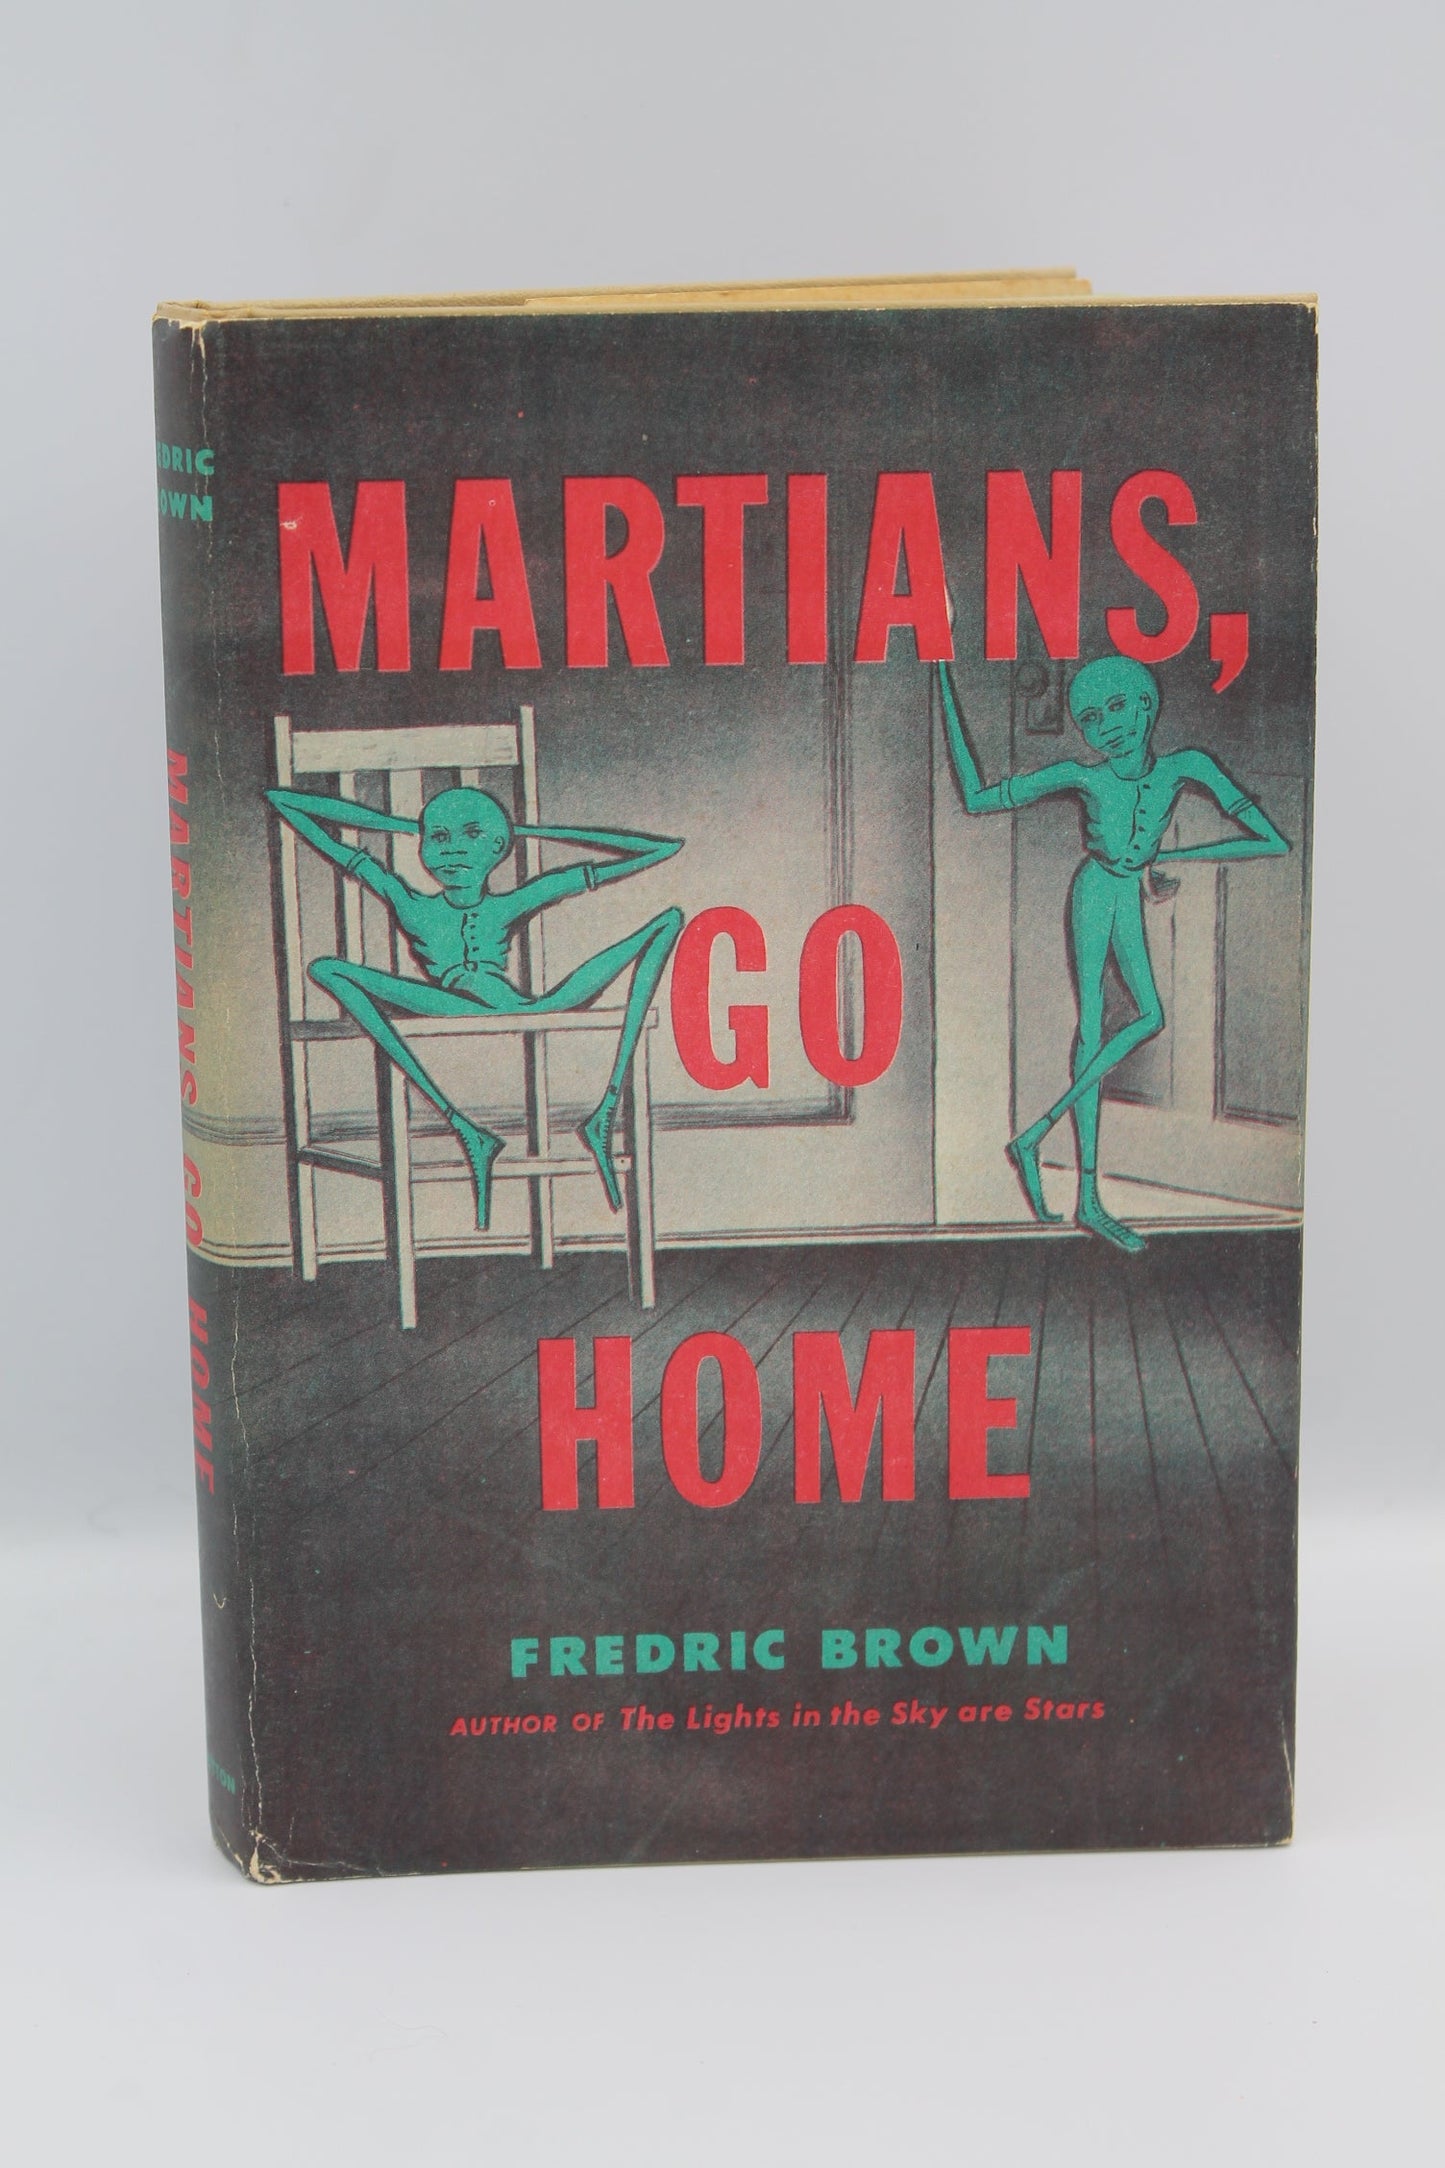 MARTIANS,
GO
HOME
FREDRIC BROWN
AUTHOR OF The Lights in the Sky are Stars
MARTIANS GO HOME